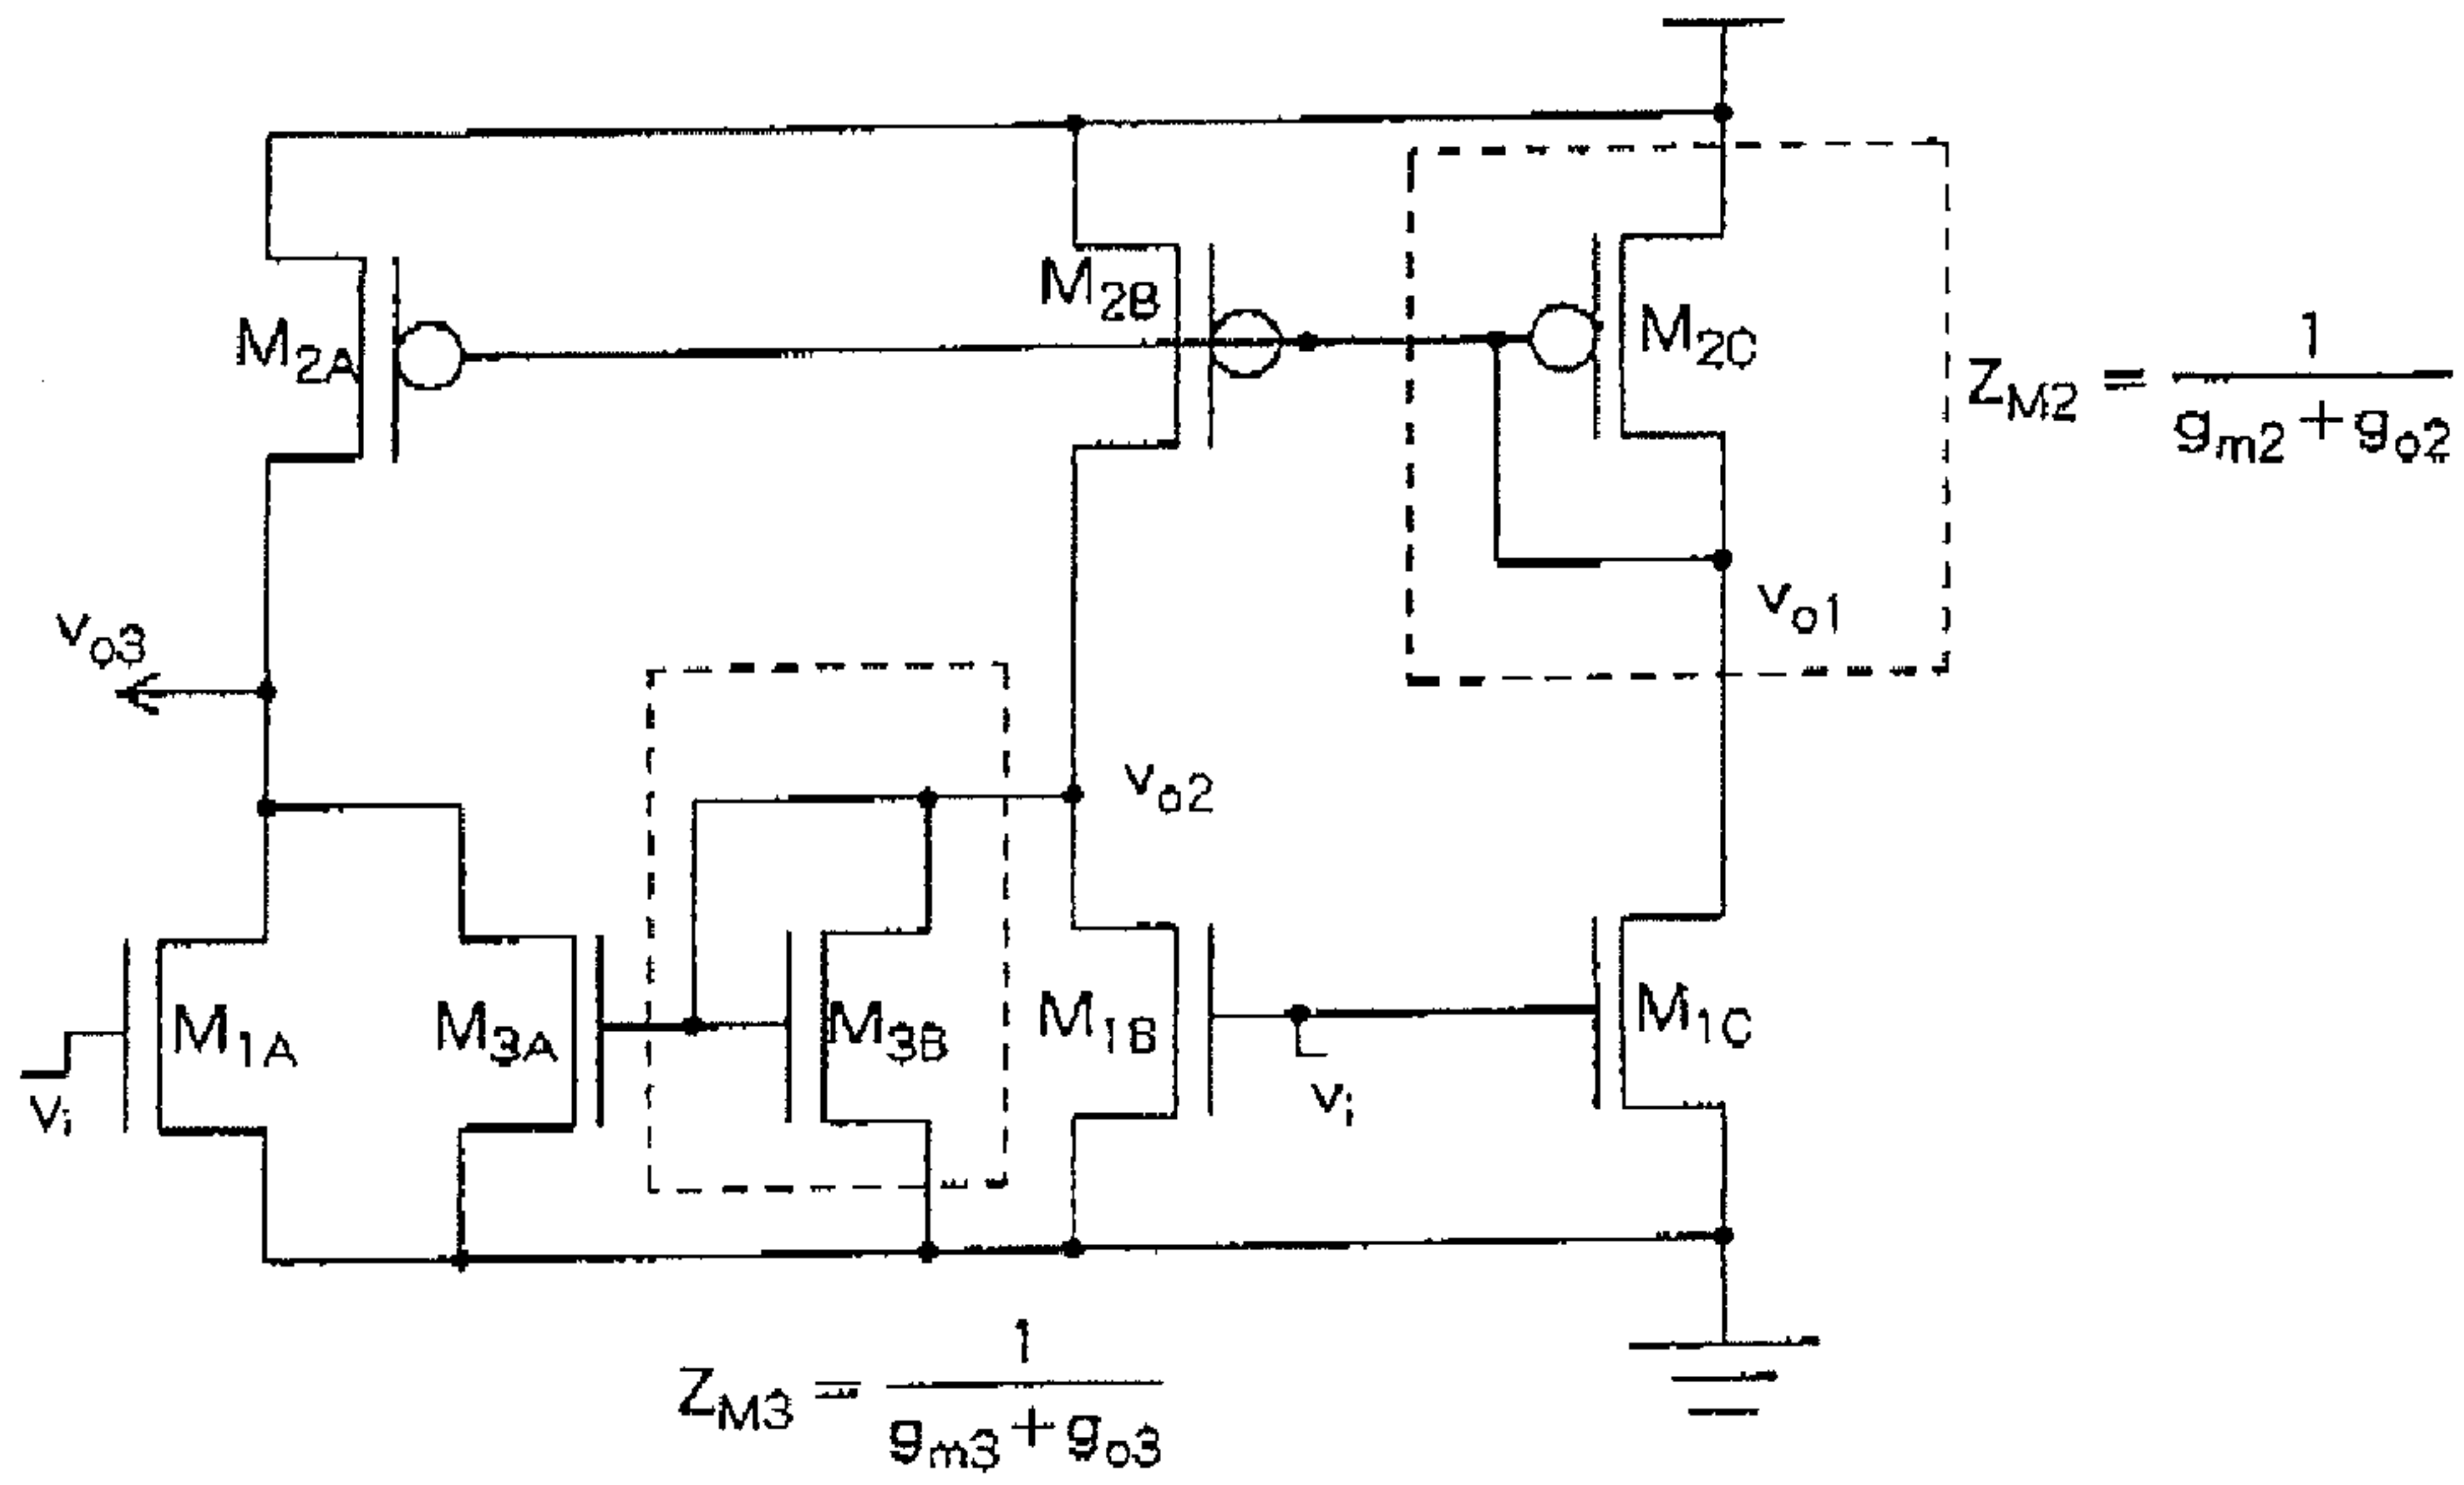 M2B
M2A
M2C
ZM2 = 1 / gm2+go2
vo3
vo1
vo2
M1A
M3A
M3B
M1B
M1C
vi
vi
ZM3 = 1 / gm3+go3